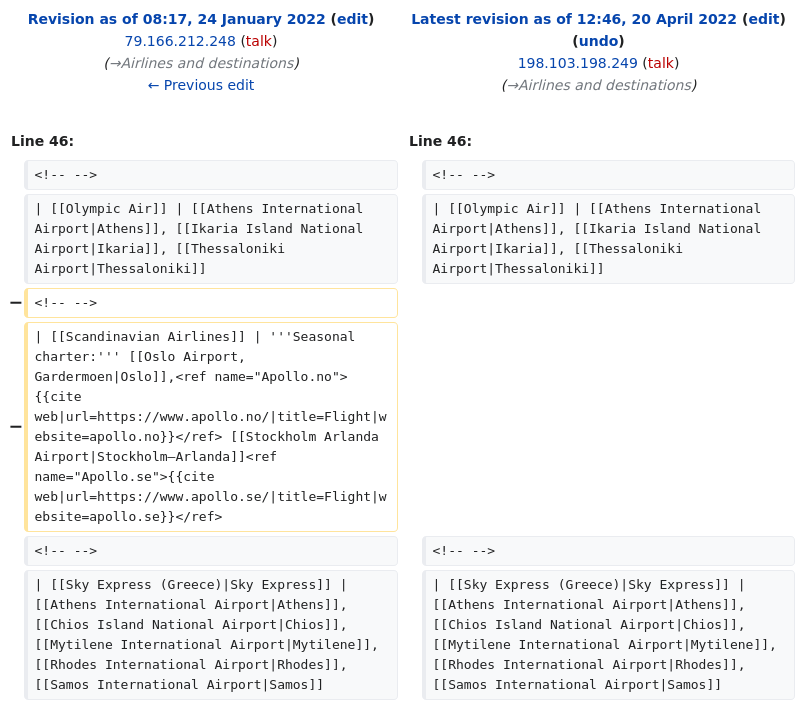 Revision as of 08:17, 24 January 2022 (edit)
79.166.212.248 (talk)
(→Airlines and destinations)
← Previous edit
Latest revision as of 12:46, 20 April 2022 (edit)
(undo)
198.103.198.249 (talk)
(→Airlines and destinations)
Line 46:
Line 46:
<!-- -->
<!-- -->
| [[Olympic Air]] | [[Athens International
Airport|Athens]], [[Ikaria Island National
Airport|Ikaria]], [[Thessaloniki
Airport|Thessaloniki]]
| [[Olympic Air]] | [[Athens International
Airport|Athens]], [[Ikaria Island National
Airport|Ikaria]], [[Thessaloniki
Airport|Thessaloniki]]
− <!-- -->
− | [[Scandinavian Airlines]] | '''Seasonal
charter:''' [[Oslo Airport,
Gardermoen|Oslo]],<ref name="Apollo.no">
{{cite
web|url=https://www.apollo.no/|title=Flight|w
ebsite=apollo.no}}</ref> [[Stockholm Arlanda
Airport|Stockholm–Arlanda]]<ref
name="Apollo.se">{{cite
web|url=https://www.apollo.se/|title=Flight|w
ebsite=apollo.se}}</ref>
<!-- -->
<!-- -->
| [[Sky Express (Greece)|Sky Express]] |
[[Athens International Airport|Athens]],
[[Chios Island National Airport|Chios]],
[[Mytilene International Airport|Mytilene]],
[[Rhodes International Airport|Rhodes]],
[[Samos International Airport|Samos]]
| [[Sky Express (Greece)|Sky Express]] |
[[Athens International Airport|Athens]],
[[Chios Island National Airport|Chios]],
[[Mytilene International Airport|Mytilene]],
[[Rhodes International Airport|Rhodes]],
[[Samos International Airport|Samos]]